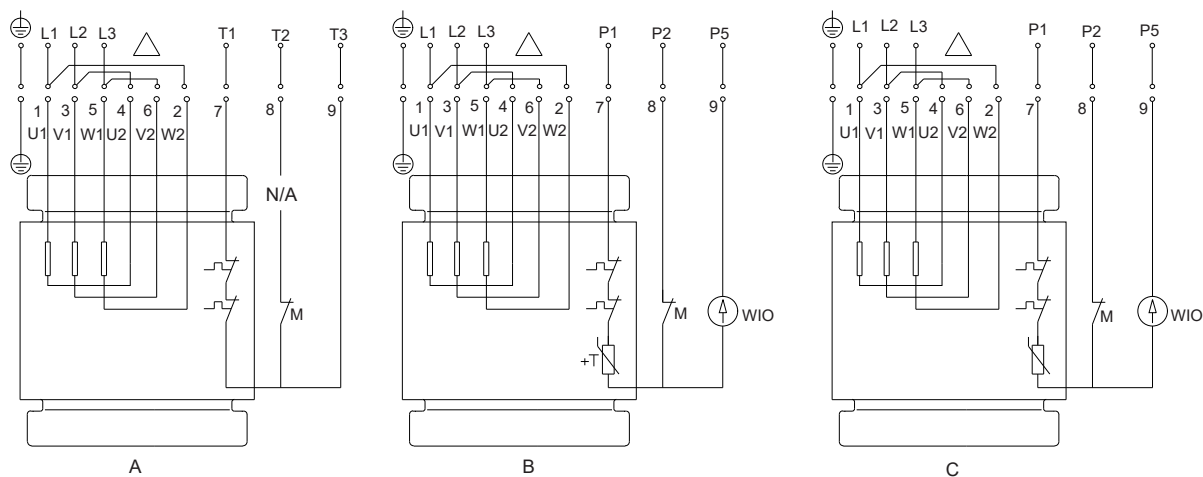 L1 L2 L3 T1 T2 T3
1 3 5 4 6 2 7 8 9
U1 V1 W1 U2 V2 W2
N/A
M
A
L1 L2 L3 P1 P2 P5
1 3 5 4 6 2 7 8 9
U1 V1 W1 U2 V2 W2
M WIO
+T
B
L1 L2 L3 P1 P2 P5
1 3 5 4 6 2 7 8 9
U1 V1 W1 U2 V2 W2
M WIO
C